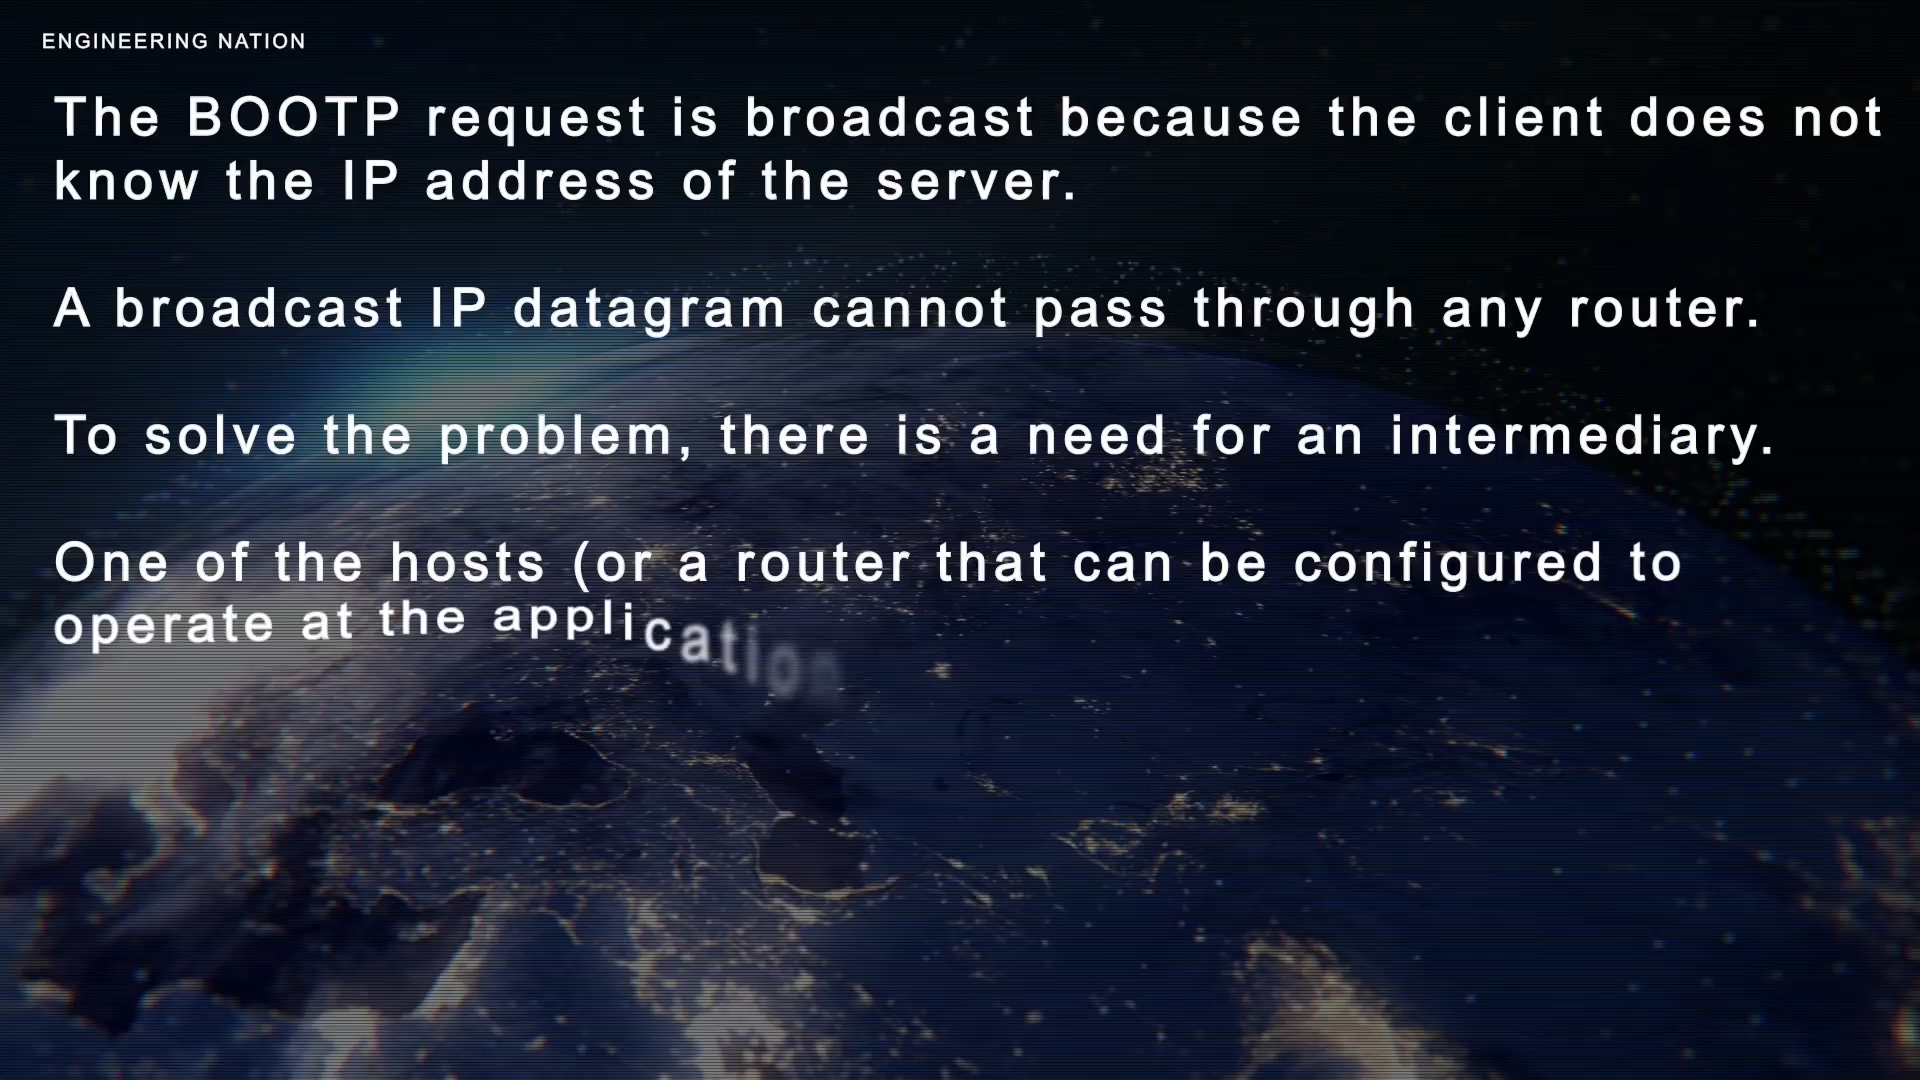 ENGINEERING NATION
The BOOTP request is broadcast because the client does not
know the IP address of the server.
A broadcast IP datagram cannot pass through any router.
To solve the problem, there is a need for an intermediary.
One of the hosts (or a router that can be configured to
operate at the application